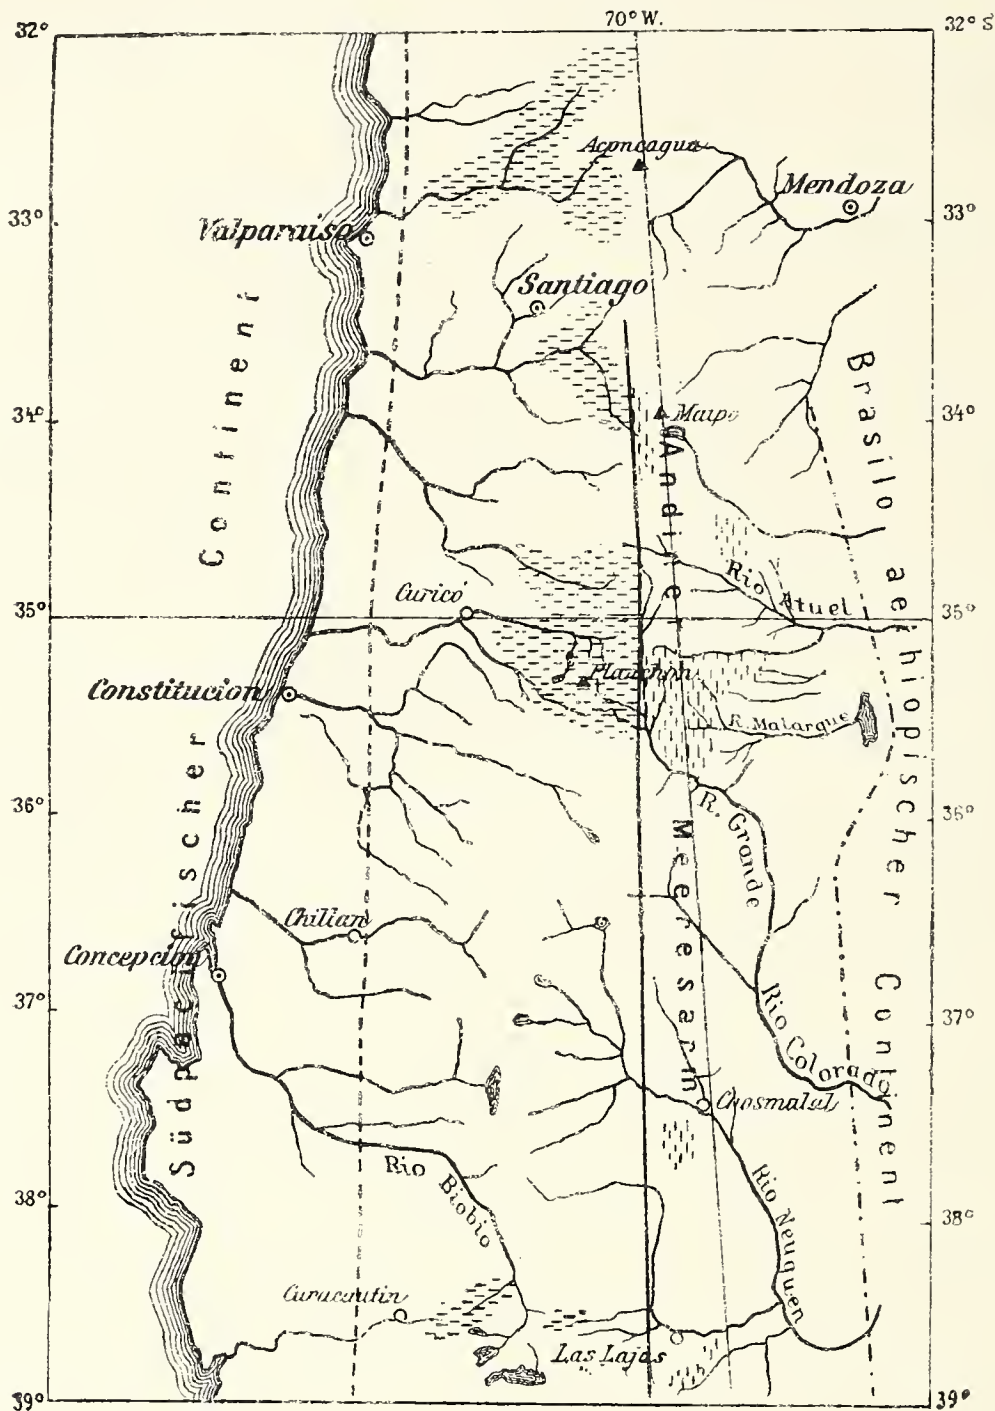 70° W.
32°
32° S
Aconcagua
Mendoza
33°
33°
Valparaiso
Santiago
34°
34°
Maipo
Rio Atuel
Curicó
35°
35°
Planchon
Constitucion
R. Malargue
36°
36°
R. Grande
Chillan
Concepcion
37°
37°
Rio Colorado
Chosmalal
Rio Biobio
Rio Neuquen
38°
38°
Curacautin
Las Lajas
39°
39°
Südpacifischer Continent
Andiner Meeresarm
Brasilo aethiopischer Continent